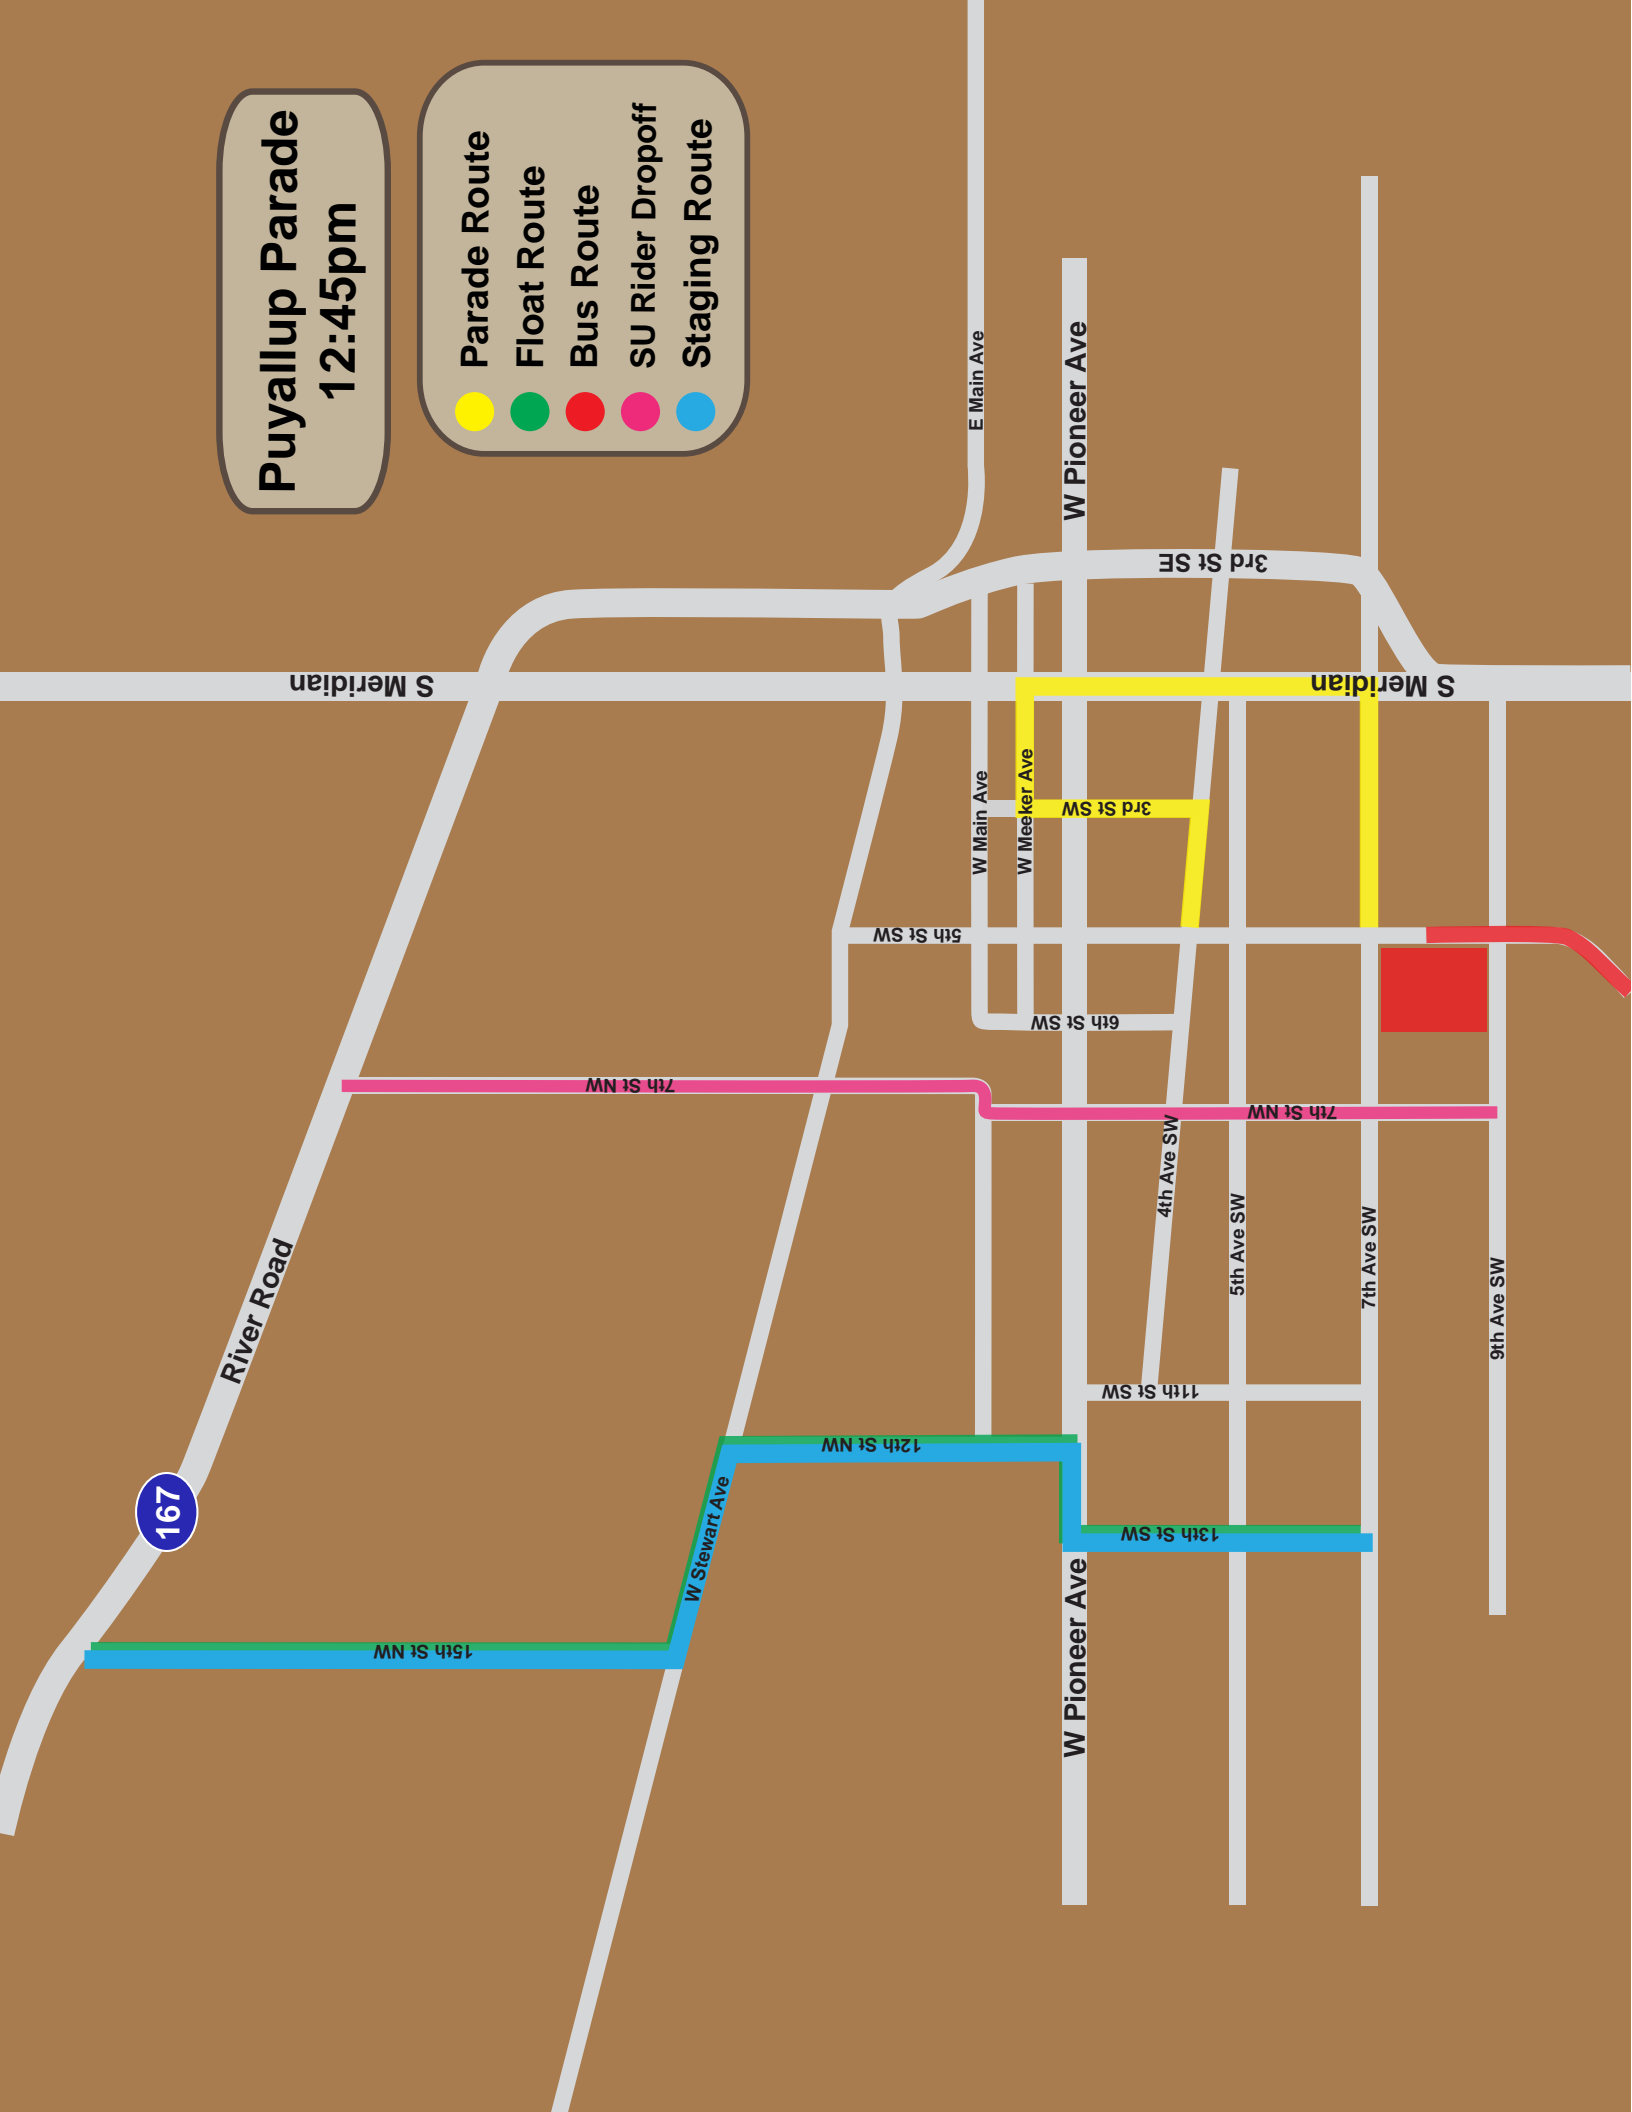 Puyallup Parade
12:45pm
Parade Route
Float Route
Bus Route
SU Rider Dropoff
Staging Route
E Main Ave
W Pioneer Ave
3rd St SE
S Meridian
S Meridian
W Main Ave
W Meeker Ave
3rd St SW
5th St SW
6th St SW
7th St NW
7th St NW
4th Ave SW
5th Ave SW
7th Ave SW
9th Ave SW
River Road
167
11th St SW
12th St NW
W Stewart Ave
13th St SW
15th St NW
W Pioneer Ave